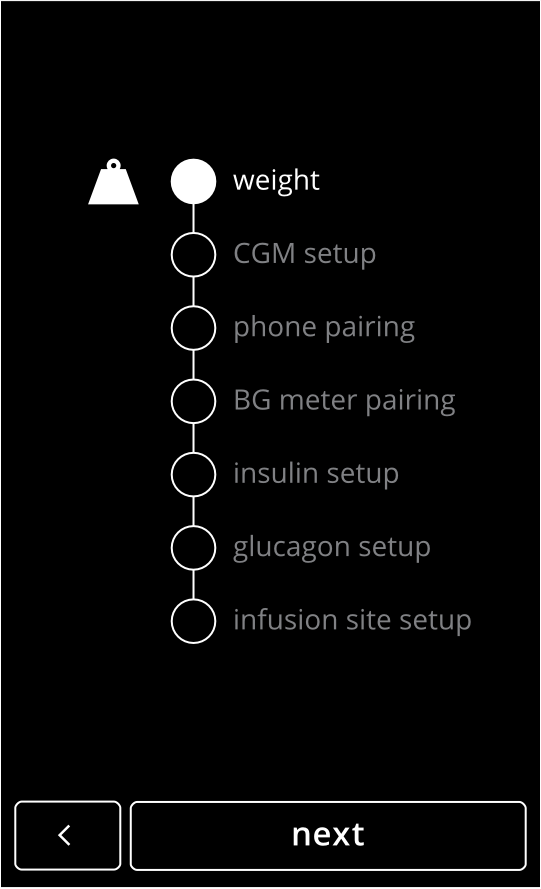 weight
CGM setup
phone pairing
BG meter pairing
insulin setup
glucagon setup
infusion site setup
next